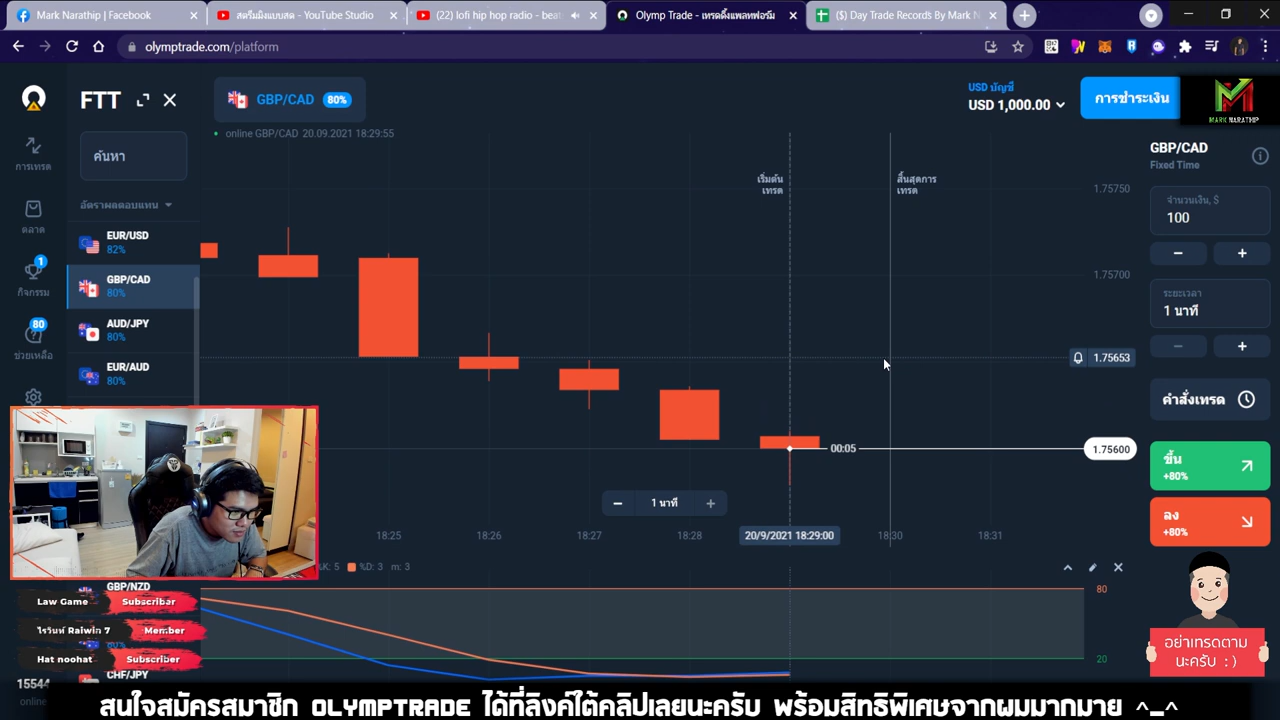 Mark Narathip | Facebook
สตรีมมิงแบบสด - YouTube Studio
(22) lofi hip hop radio - beat
Olymp Trade - เทรดดิ้งแพลทฟอร์ม
($) Day Trade Records By Mark N
olymptrade.com/platform
FTT
GBP/CAD 80%
USD บัญชี
USD 1,000.00
การชำระเงิน
MARK NARATHIP
online GBP/CAD 20.09.2021 18:29:55
การเทรด
ตลาด
1
กิจกรรม
80
ช่วยเหลือ
ค้นหา
อัตราผลตอบแทน
EUR/USD
82%
GBP/CAD
80%
AUD/JPY
80%
EUR/AUD
80%
เริ่มต้น
เทรด
สิ้นสุดการ
เทรด
1.75750
1.75700
1.75653
00:05
1.75600
GBP/CAD
Fixed Time
จำนวนเงิน, $
100
ระยะเวลา
1 นาที
คำสั่งเทรด
ขึ้น
+80%
ลง
+80%
1 นาที
18:25 18:26 18:27 18:28 20/9/2021 18:29:00 18:30 18:31
K: 5 %D: 3 m: 3
80
20
GBP/NZD
Law Game Subscriber
ไรวินท์ Raiwin 7 Member
Hat noohat Subscriber
CHF/JPY
15544
online
อย่าเทรดตาม
นะครับ : )
สนใจสมัครสมาชิก OLYMPTRADE ได้ที่ลิงค์ใต้คลิปเลยนะครับ พร้อมสิทธิพิเศษจากผมมากมาย ^_^